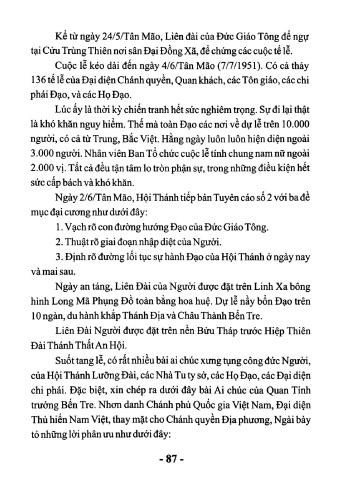 Kể từ ngày 24/5/Tân Mão, Liên đài của Đức Giáo Tông để ngự
tại Cửu Trùng Thiên nơi sân Đại Đồng Xã, để chứng các cuộc tế lễ.
Cuộc lễ kéo dài đến ngày 4/6/Tân Mão (7/7/1951). Có cả thảy
136 tế lễ của Đại diện Chánh quyền, Quan khách, các Tôn giáo, các chi
phái Đạo, và các Họ Đạo.
Lúc ấy là thời kỳ chiến tranh hết sức nghiêm trọng. Sự đi lại thật
là khó khăn nguy hiểm. Thế mà toàn Đạo các nơi về dự lễ trên 10.000
người, có cả từ Trung, Bắc Việt. Hằng ngày luôn luôn hiện diện ngoài
3.000 người. Nhân viên Ban Tổ chức cuộc lễ tính chung nam nữ ngoài
2.000 vị. Tất cả đều tận tâm lo tròn phận sự, trong những điều kiện hết
sức cấp bách và khó khăn.
Ngày 2/6/Tân Mão, Hội Thánh tiếp bản Tuyên cáo số 2 với ba đề
mục đại cương như dưới đây:
1. Vạch rõ con đường hướng Đạo của Đức Giáo Tông.
2. Thuật rõ giai đoạn nhập diệt của Người.
3. Định rõ đường lối tục sự hành Đạo của Hội Thánh ở ngày nay
và mai sau.
Ngày an táng, Liên Đài của Người được đặt trên Linh Xa bông
hình Long Mã Phụng Đồ toàn bằng hoa huệ. Dự lễ nầy bổn Đạo trên
10 ngàn, du hành khắp Thánh Địa và Châu Thành Bến Tre.
Liên Đài Người được đặt trên nền Bửu Tháp trước Hiệp Thiên
Đài Thánh Thất An Hội.
Suốt tang lễ, có rất nhiều bài ai chúc xưng tụng công đức Người,
của Hội Thánh Lưỡng Đài, các Nhà Tu ty sở, các Họ Đạo, các Đại diện
chi phái. Đặc biệt, xin chép ra dưới đây bài Ai chúc của Quan Tỉnh
trưởng Bến Tre. Nhơn danh Chánh phủ Quốc gia Việt Nam, Đại diện
Thủ hiến Nam Việt, thay mặt cho Chánh quyền Địa phương, Ngài bày
tỏ những lời phân ưu như dưới đây:
- 87 -